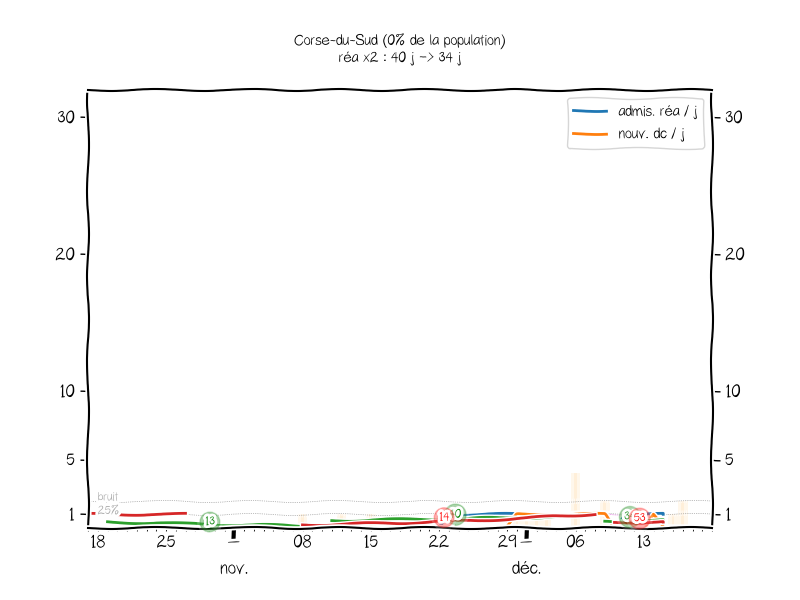 Corse-du-Sud (0% de la population)
réa x2 : 40 j -> 34 j
admis. réa / j
nouv. dc / j
30
20
10
5
1
30
20
10
5
1
bruit
25%
13
14
53
18 25 08 15 22 29 06 13
nov. déc.